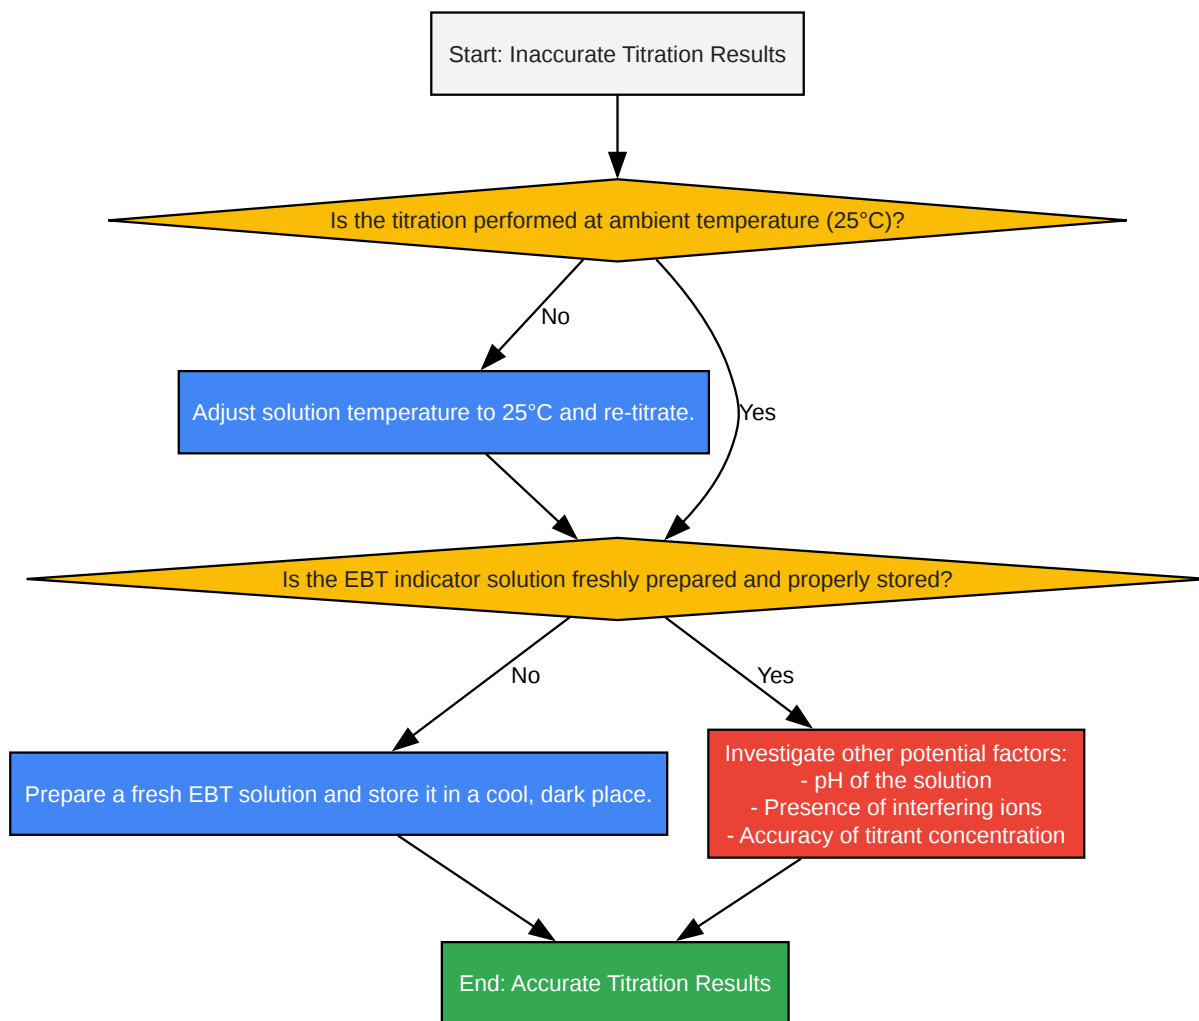 Start: Inaccurate Titration Results
Is the titration performed at ambient temperature (25°C)?
No
Adjust solution temperature to 25°C and re-titrate.
Yes
Is the EBT indicator solution freshly prepared and properly stored?
No
Yes
Prepare a fresh EBT solution and store it in a cool, dark place.
Investigate other potential factors:
- pH of the solution
- Presence of interfering ions
- Accuracy of titrant concentration
End: Accurate Titration Results